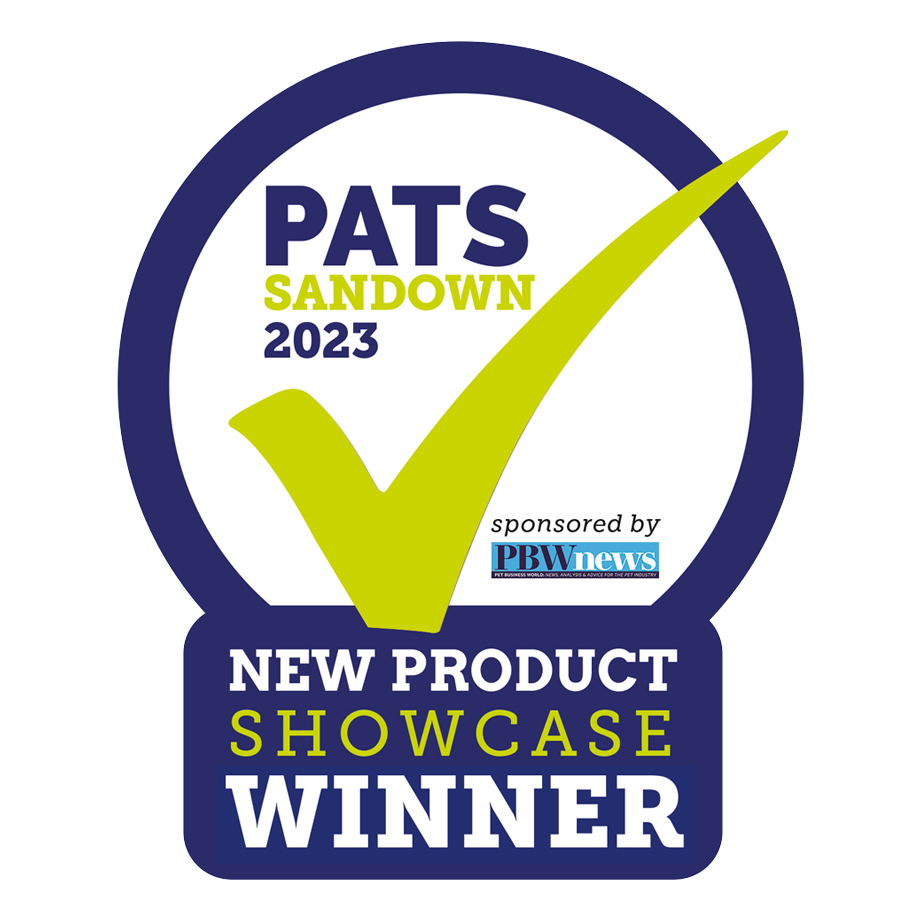 PATS
SANDOWN
2023
sponsored by
PBWnews
PET BUSINESS WORLD: NEWS, ANALYSIS & ADVICE FOR THE PET INDUSTRY
NEW PRODUCT
SHOWCASE
WINNER